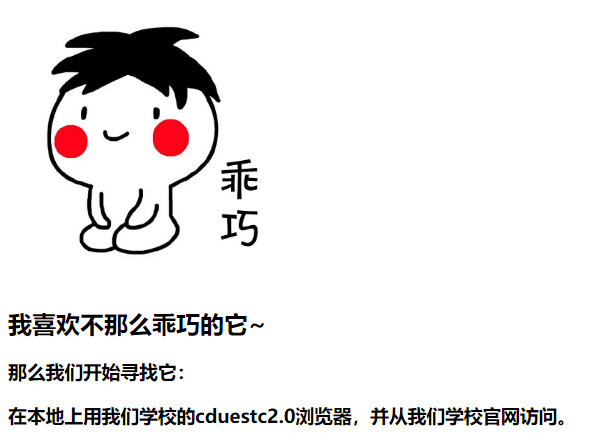 乖
巧
我喜欢不那么乖巧的它~
那么我们开始寻找它：
在本地上用我们学校的cduestc2.0浏览器，并从我们学校官网访问。